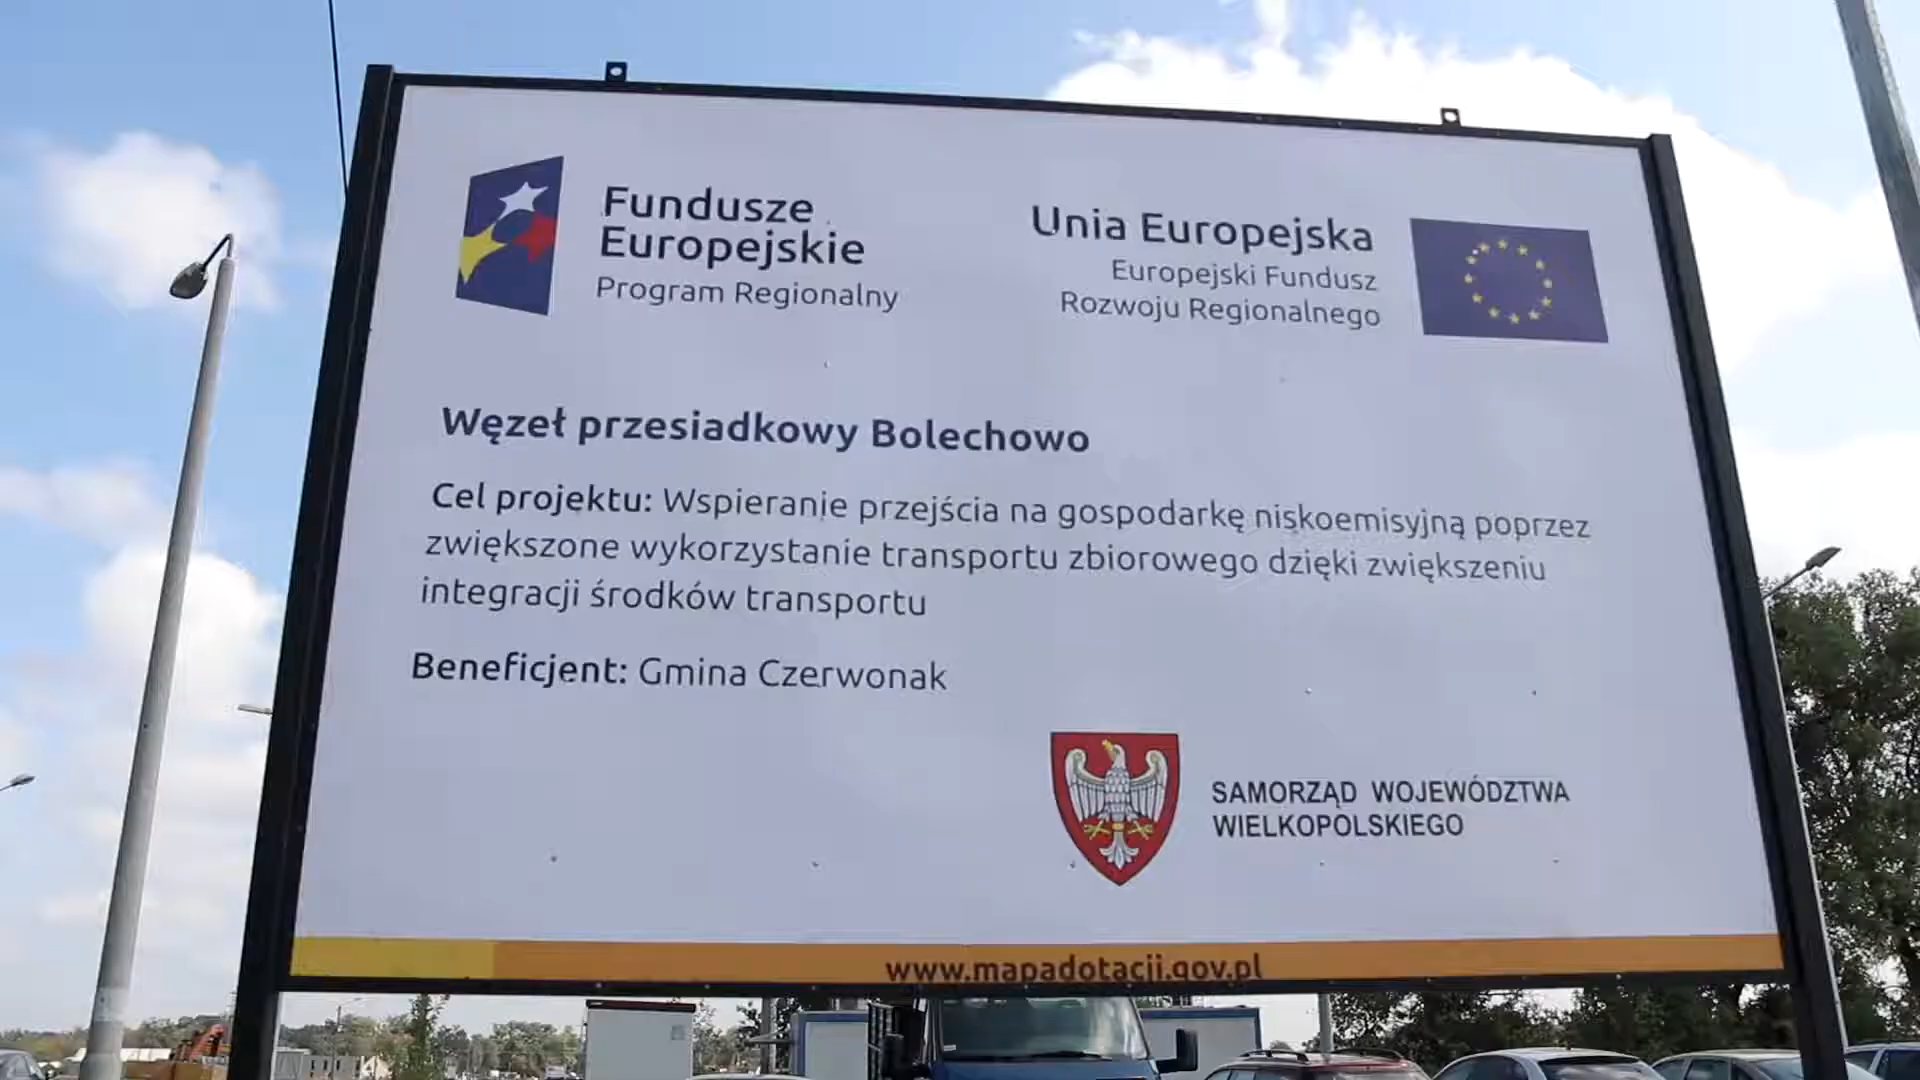 Fundusze
Europejskie
Program Regionalny
Unia Europejska
Europejski Fundusz
Rozwoju Regionalnego
Węzeł przesiadkowy Bolechowo
Cel projektu: Wspieranie przejścia na gospodarkę niskoemisyjną poprzez
zwiększone wykorzystanie transportu zbiorowego dzięki zwiększeniu
integracji środków transportu
Beneficjent: Gmina Czerwonak
SAMORZĄD WOJEWÓDZTWA
WIELKOPOLSKIEGO
www.mapadotacji.gov.pl